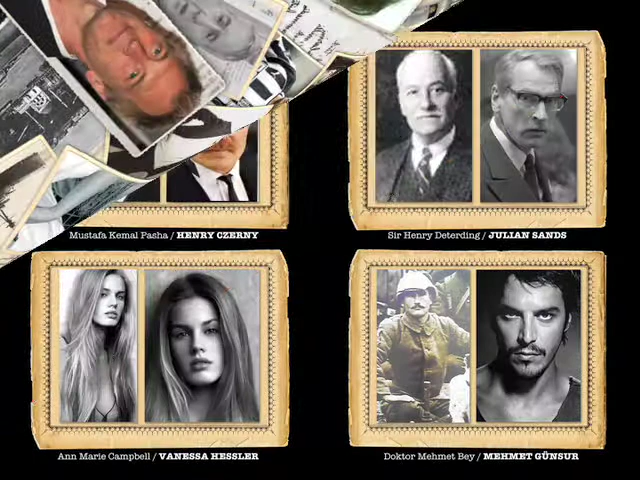 Mustafa Kemal Pasha / HENRY CZERNY
Sir Henry Deterding / JULIAN SANDS
Ann Marie Campbell / VANESSA HESSLER
Doktor Mehmet Bey / MEHMET GÜNSUR